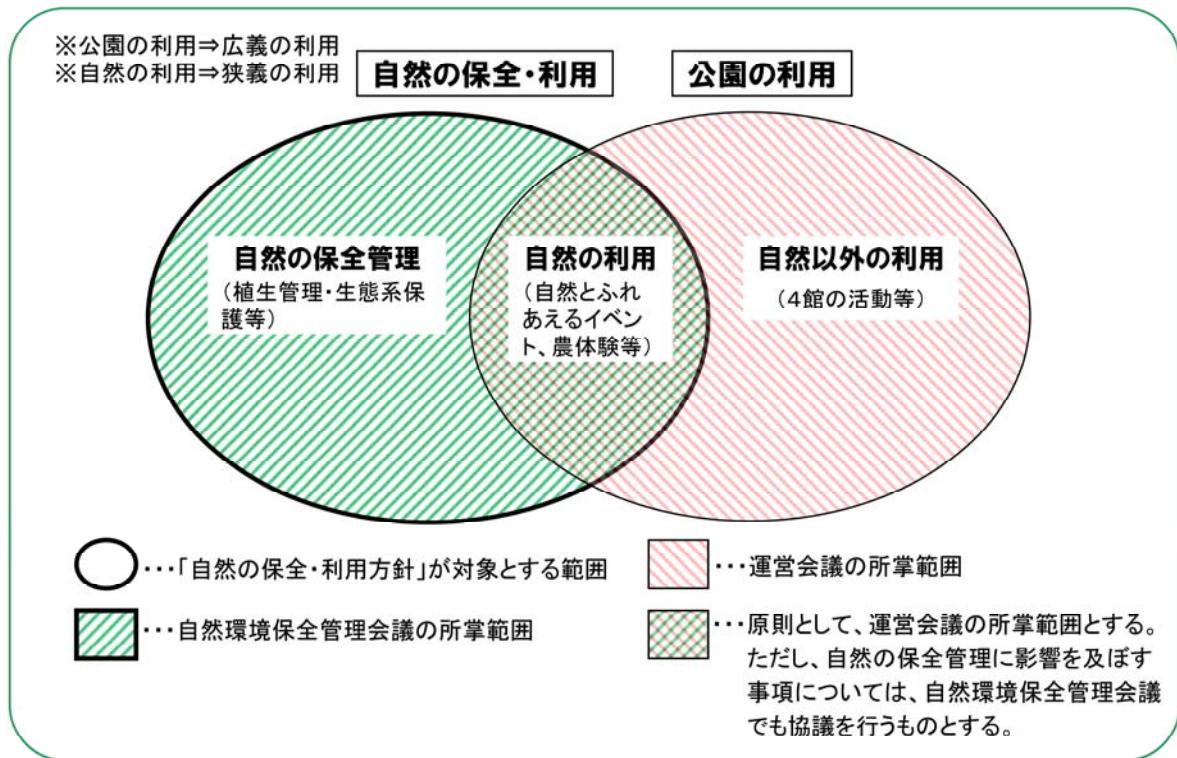 ※公園の利用⇒広義の利用
※自然の利用⇒狭義の利用
自然の保全・利用
公園の利用
自然の保全管理
(植生管理・生態系保
護等)
自然の利用
(自然とふれ
あえるイベン
ト、農体験等)
自然以外の利用
(4館の活動等)
・・・「自然の保全・利用方針」が対象とする範囲
・・・自然環境保全管理会議の所掌範囲
・・・運営会議の所掌範囲
・・・原則として、運営会議の所掌範囲とする。
ただし、自然の保全管理に影響を及ぼす
事項については、自然環境保全管理会議
でも協議を行うものとする。